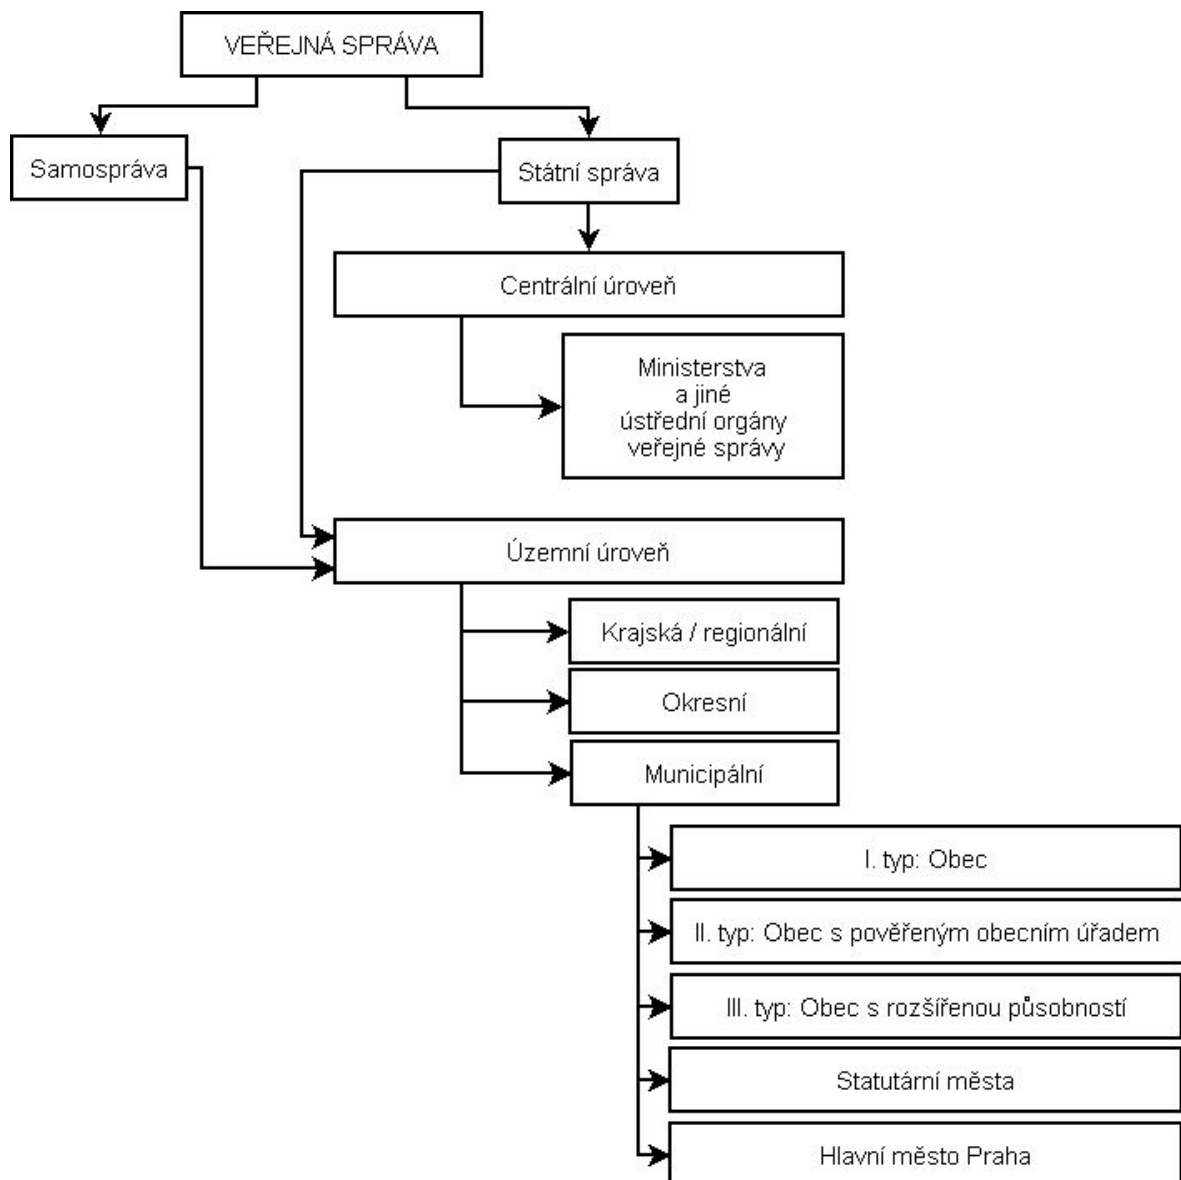 VEŘEJNÁ SPRÁVA
Samospráva
Státní správa
Centrální úroveň
Ministerstva
a jiné
ústřední orgány
veřejné správy
Územní úroveň
Krajská / regionální
Okresní
Municipální
I. typ: Obec
II. typ: Obec s pověřeným obecním úřadem
III. typ: Obec s rozšířenou působností
Statutární města
Hlavní město Praha